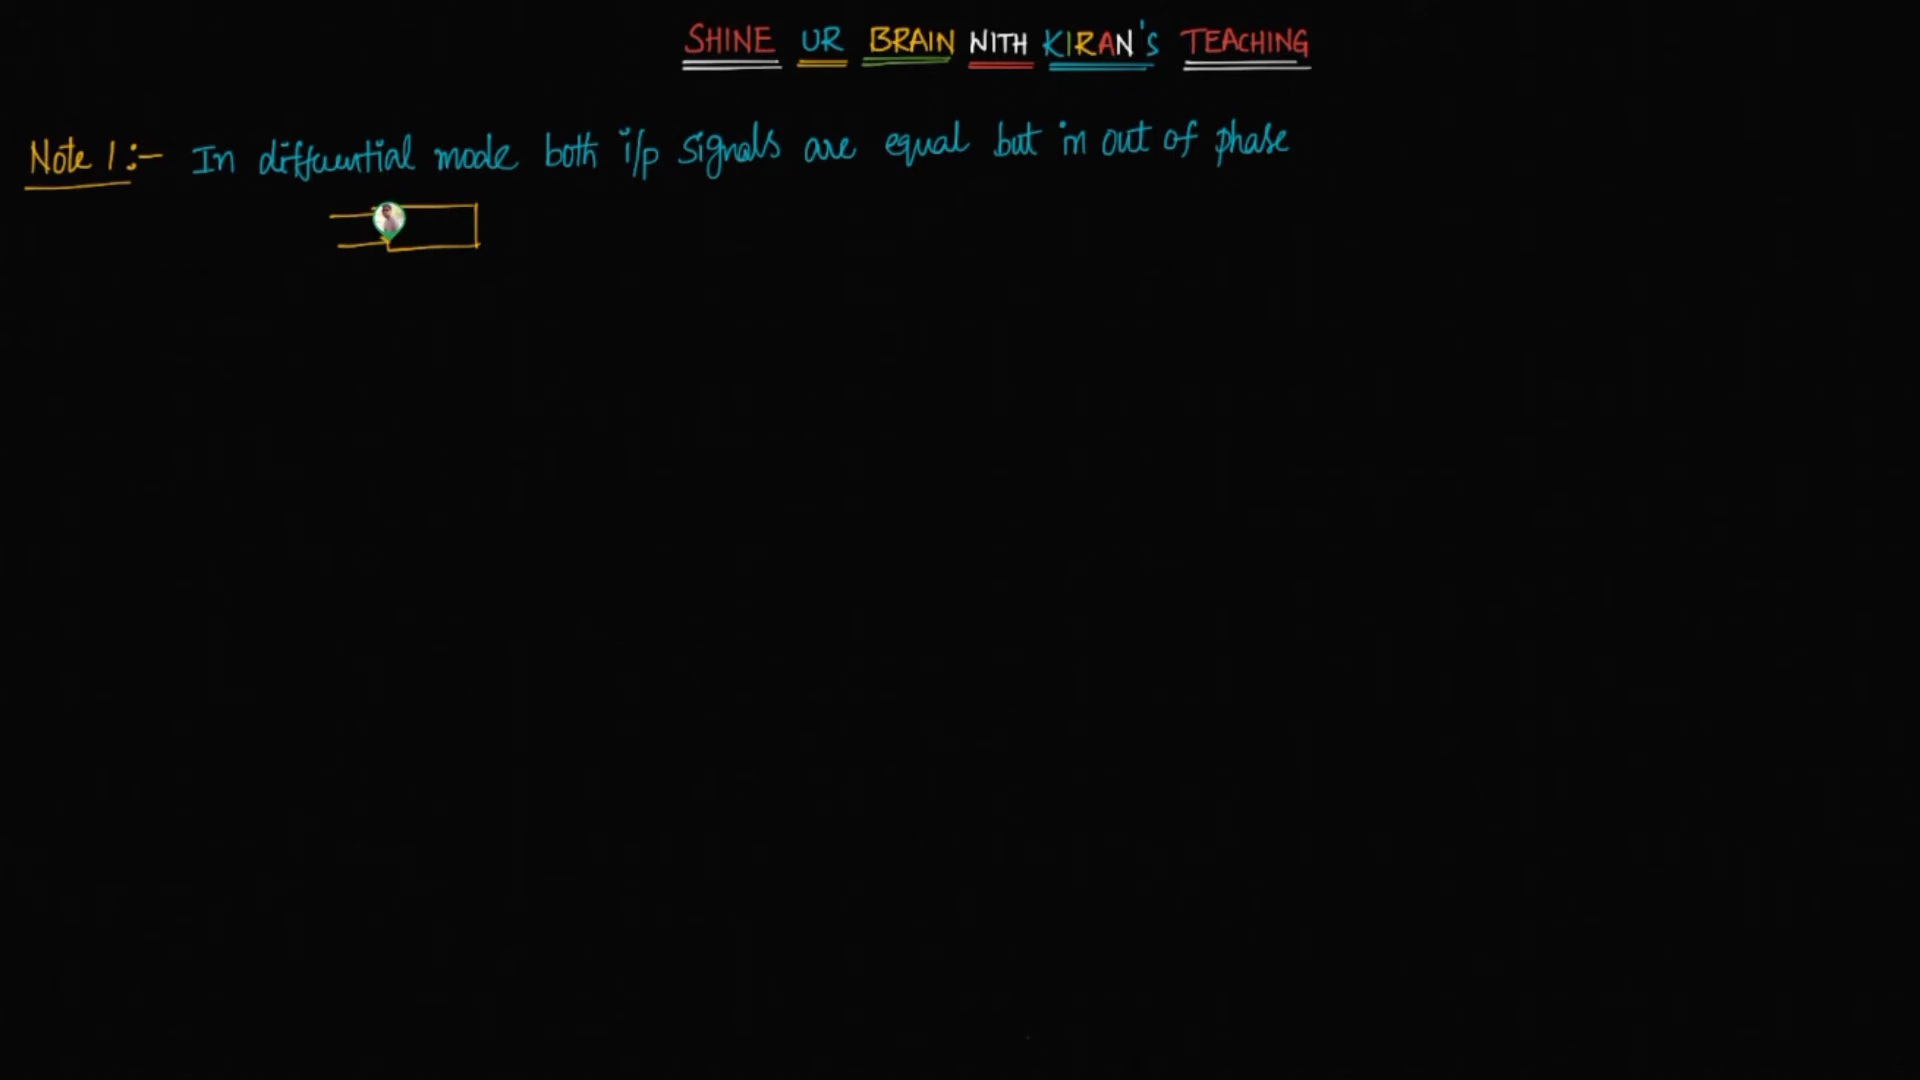 SHINE UR BRAIN WITH KIRAN's TEACHING
Note 1:- In differential mode both i/p signals are equal but in out of phase